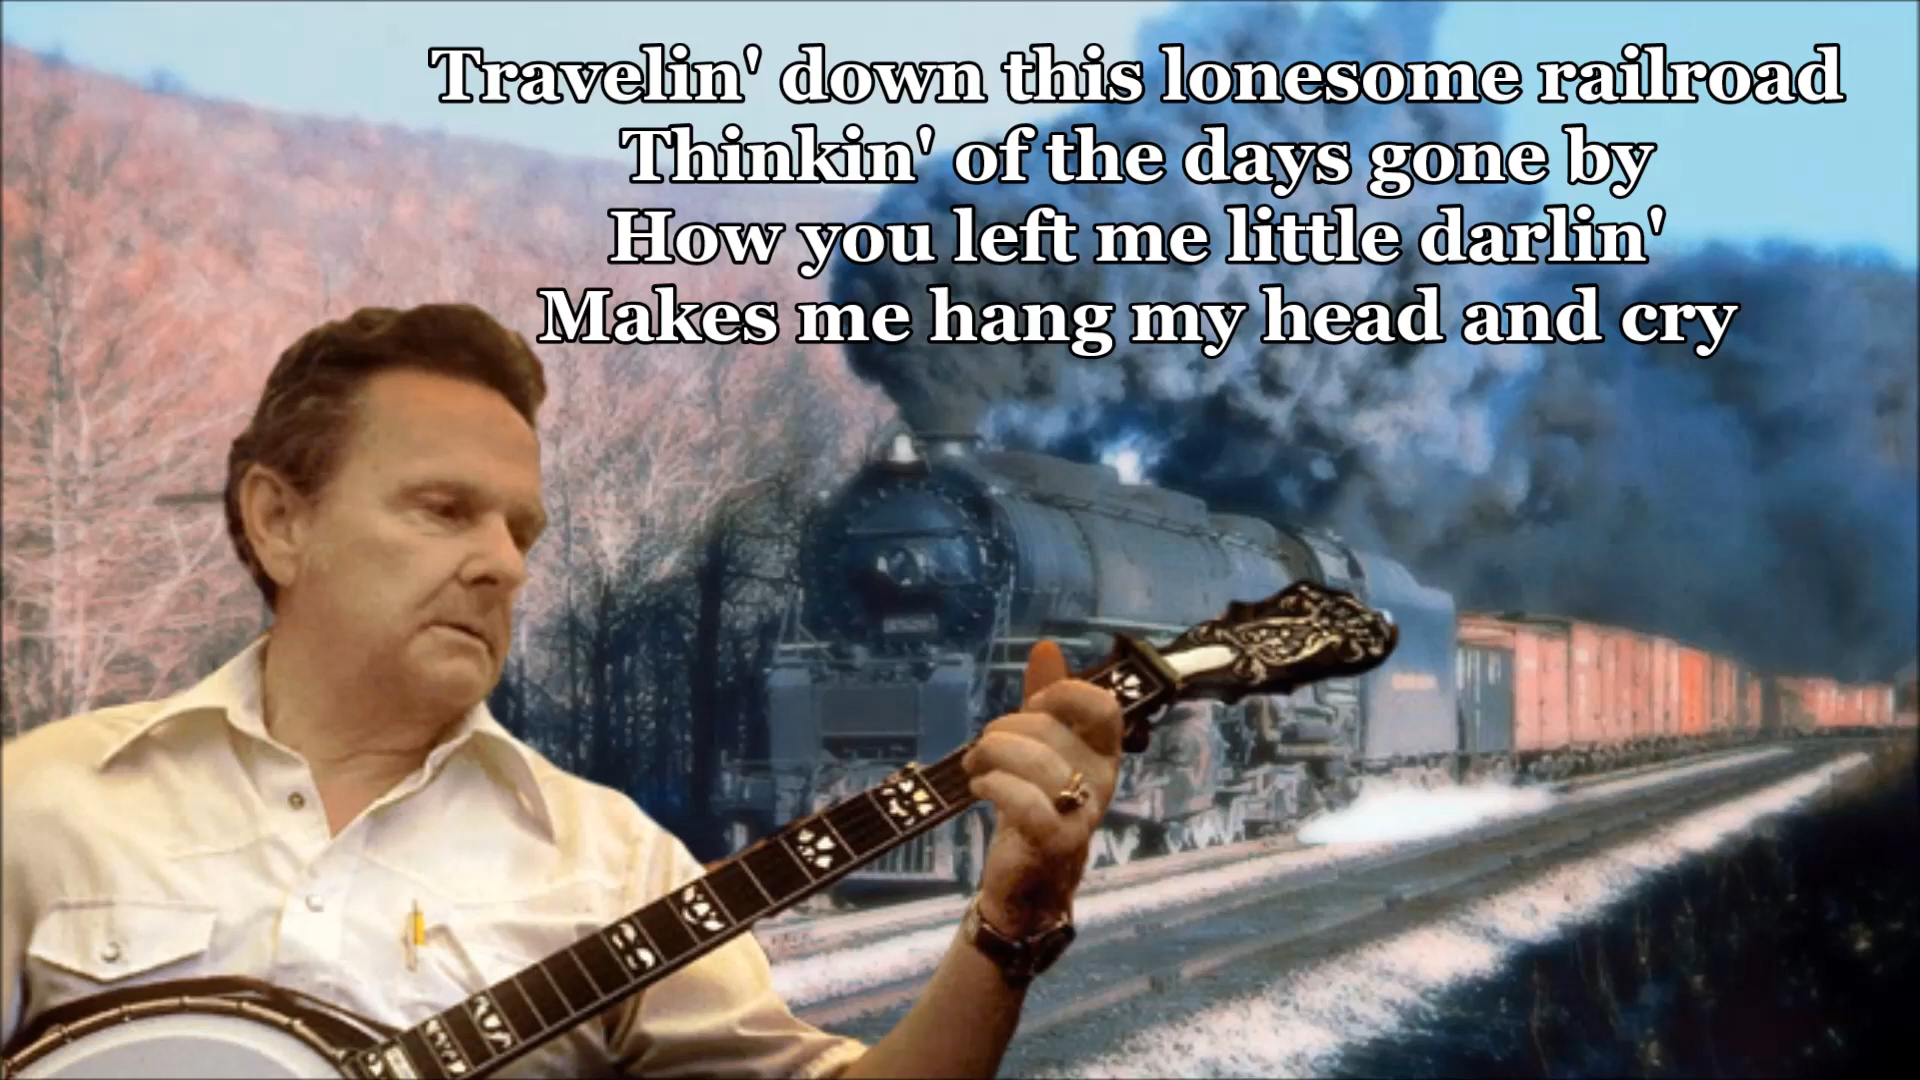 Travelin' down this lonesome railroad
Thinkin' of the days gone by
How you left me little darlin'
Makes me hang my head and cry